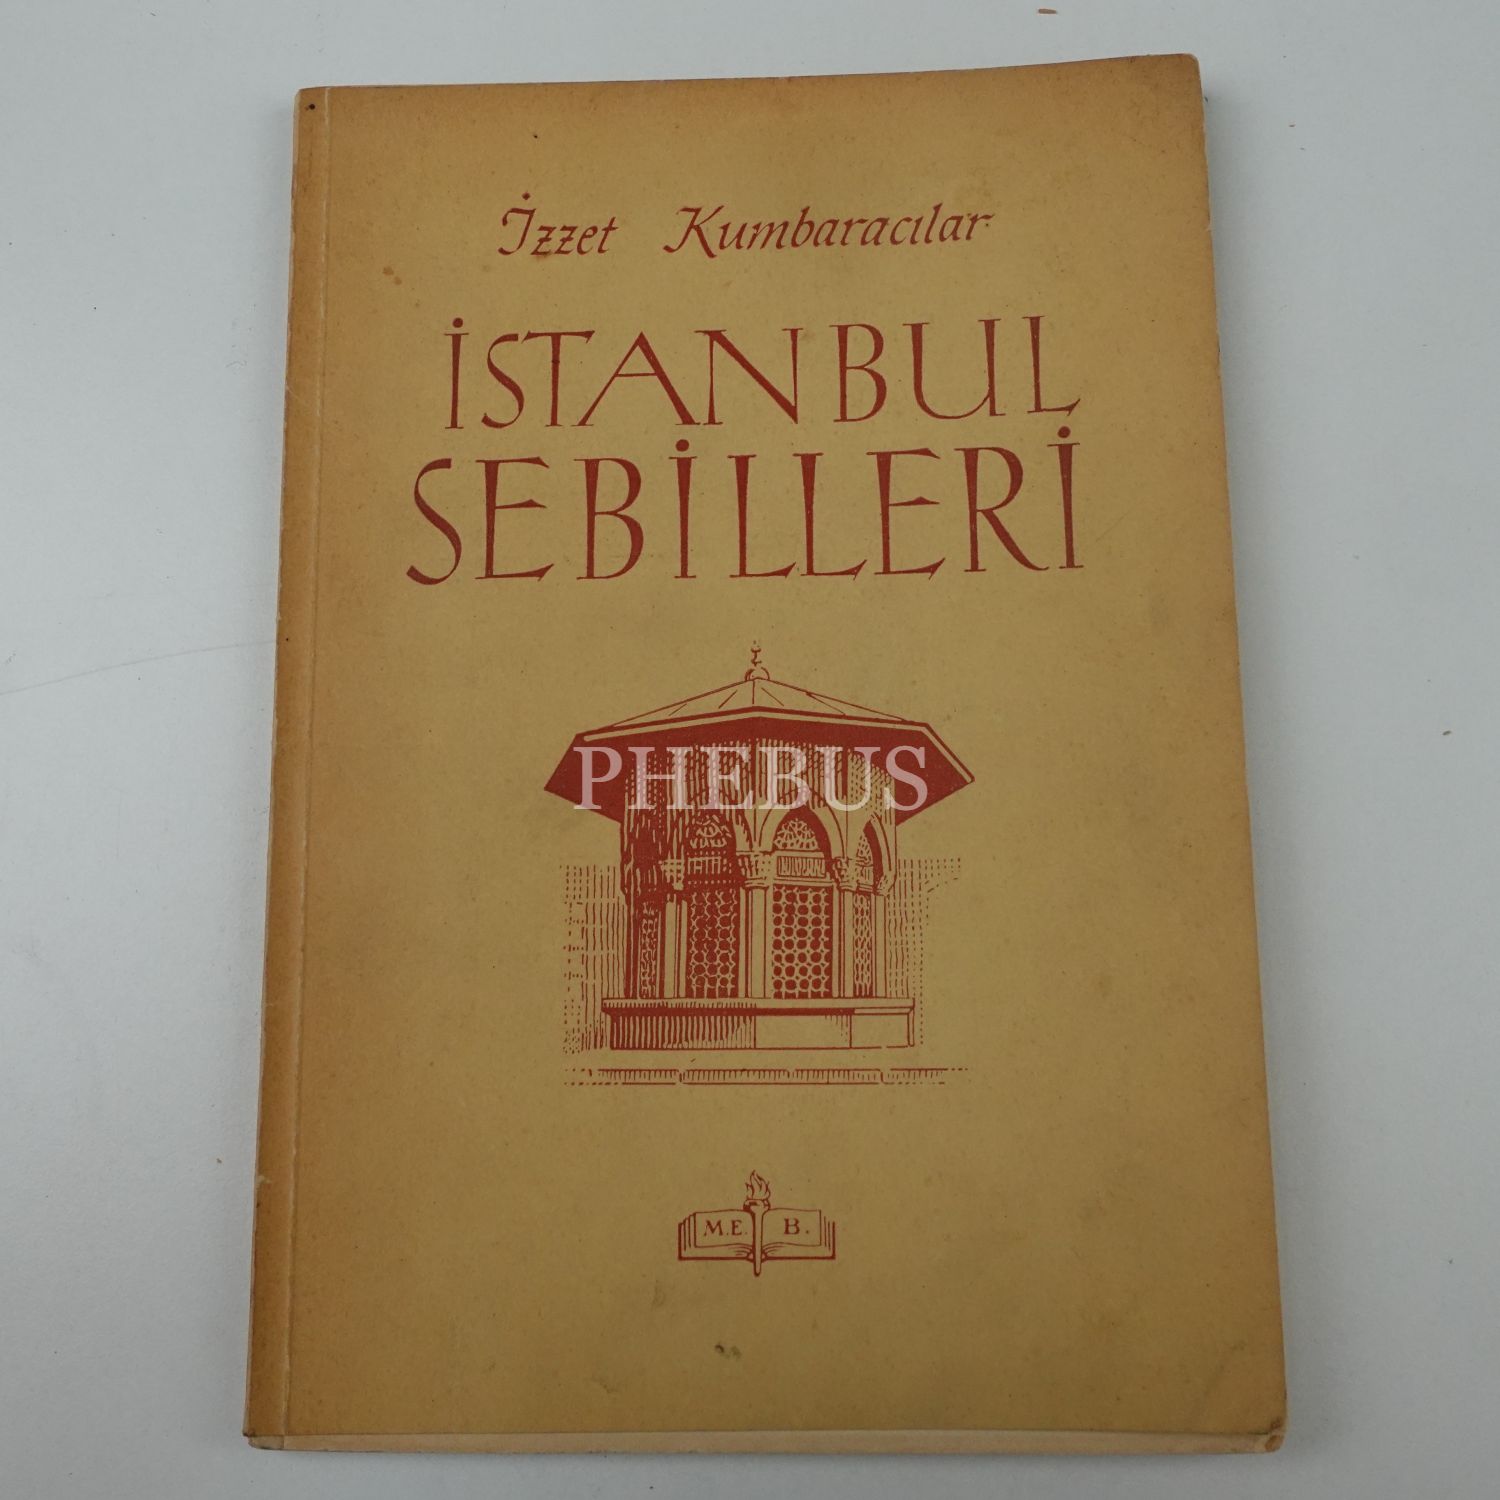 İzzet Kumbaracılar
İSTANBUL
SEBİLLERİ
PHEBUS
M.E. B.